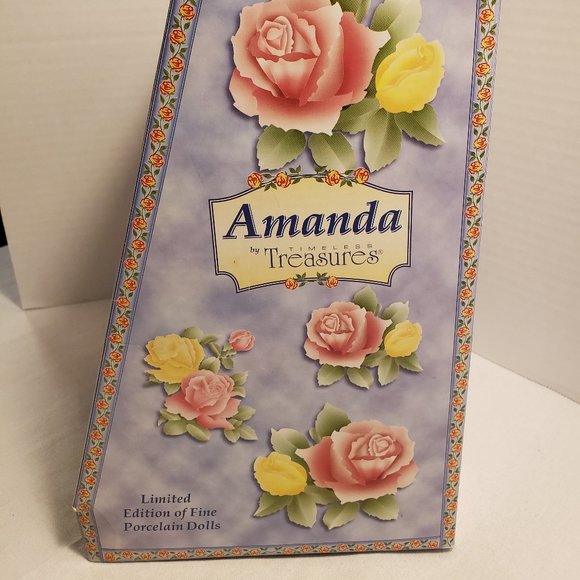 Amanda
by TIMELESS
Treasures®
Limited
Edition of Fine
Porcelain Dolls